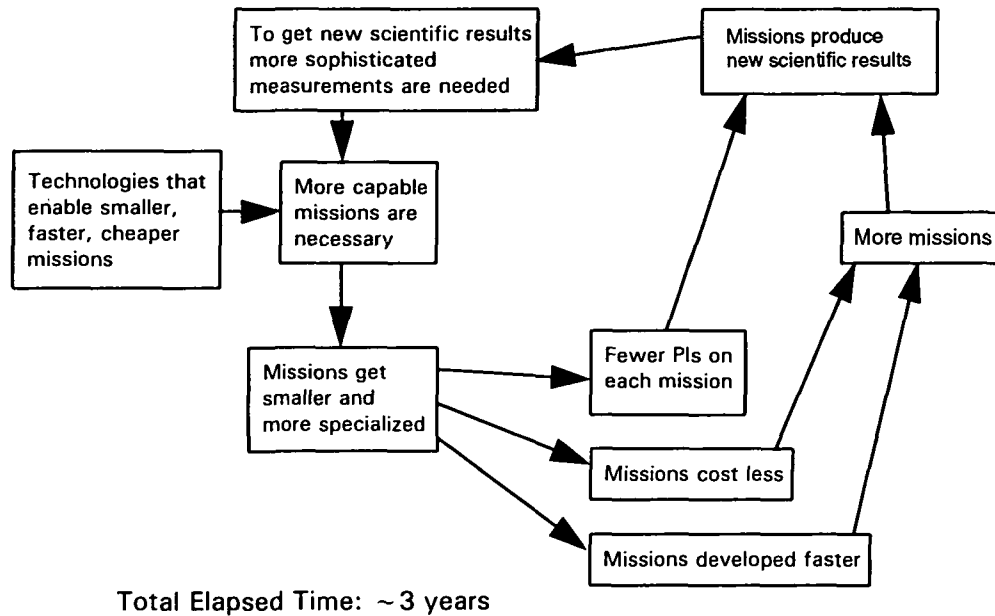 To get new scientific results
more sophisticated
measurements are needed
Missions produce
new scientific results
Technologies that
enable smaller,
faster, cheaper
missions
More capable
missions are
necessary
More missions
Missions get
smaller and
more specialized
Fewer PIs on
each mission
Missions cost less
Missions developed faster
Total Elapsed Time: ~3 years